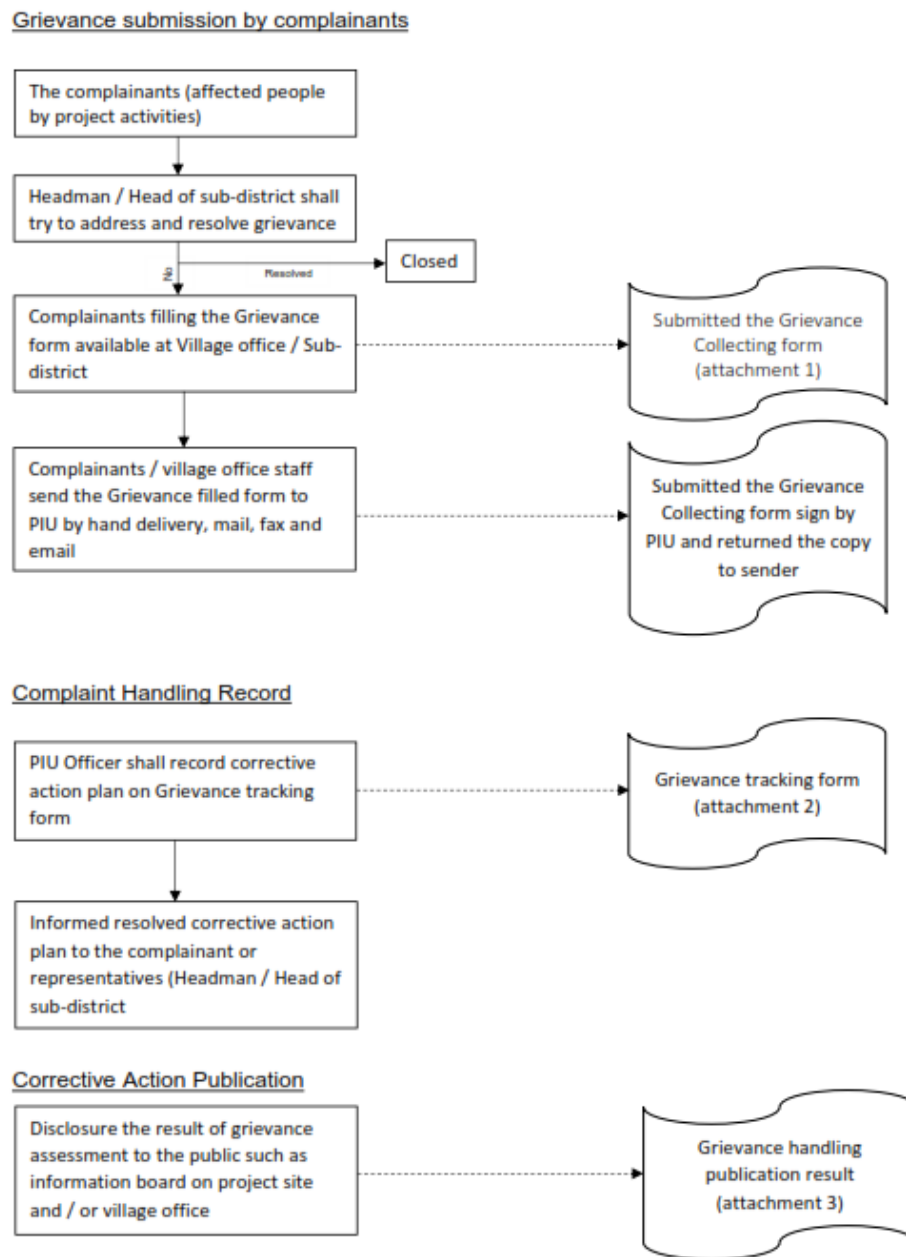 Grievance submission by complainants
The complainants (affected people
by project activities)
Headman / Head of sub-district shall
try to address and resolve grievance
No
Resolved
Closed
Complainants filling the Grievance
form available at Village office / Sub-
district
Submitted the Grievance
Collecting form
(attachment 1)
Complainants / village office staff
send the Grievance filled form to
PIU by hand delivery, mail, fax and
email
Submitted the Grievance
Collecting form sign by
PIU and returned the copy
to sender
Complaint Handling Record
PIU Officer shall record corrective
action plan on Grievance tracking
form
Grievance tracking form
(attachment 2)
Informed resolved corrective action
plan to the complainant or
representatives (Headman / Head of
sub-district
Corrective Action Publication
Disclosure the result of grievance
assessment to the public such as
information board on project site
and / or village office
Grievance handling
publication result
(attachment 3)